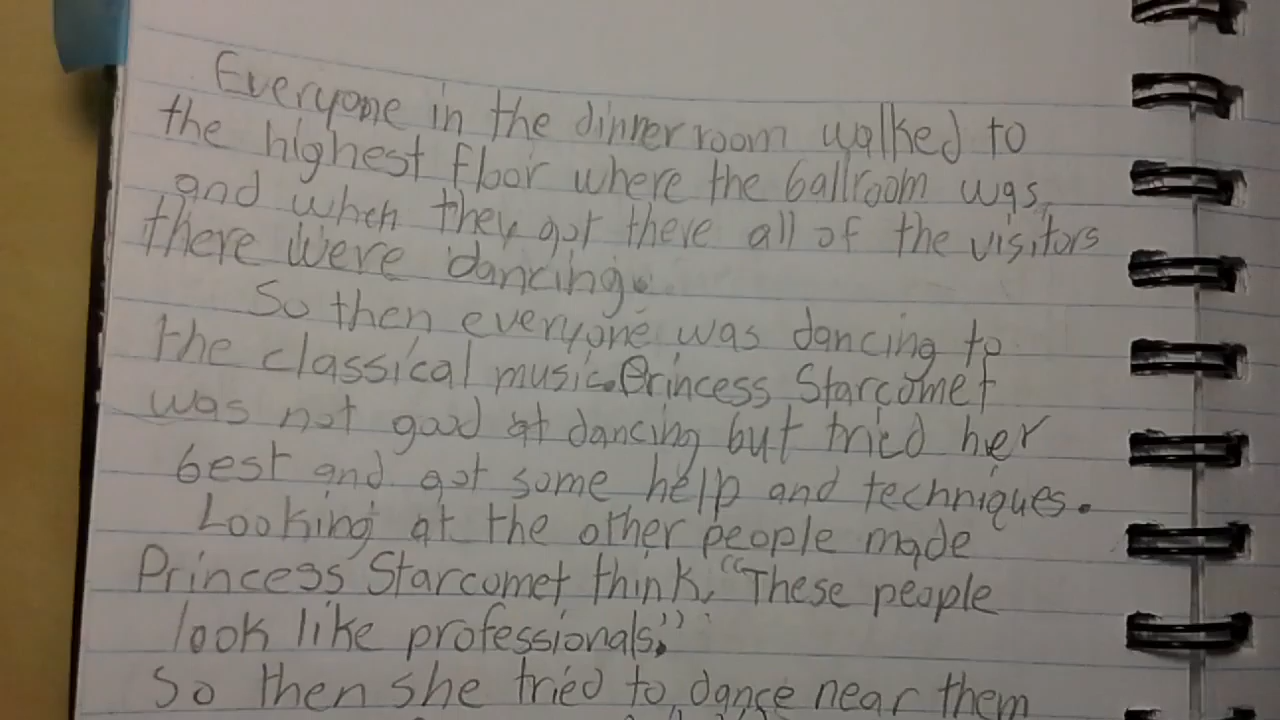 Everyone in the dinner room walked to
the highest floor where the ballroom was,
and when they got there all of the visitors
there were dancing.
So then everyone was dancing to
the classical music. Princess Starcomet
was not good at dancing but tried her
best and got some help and techniques.
Looking at the other people made
Princess Starcomet think, "These people
look like professionals."
So then she tried to dance near them